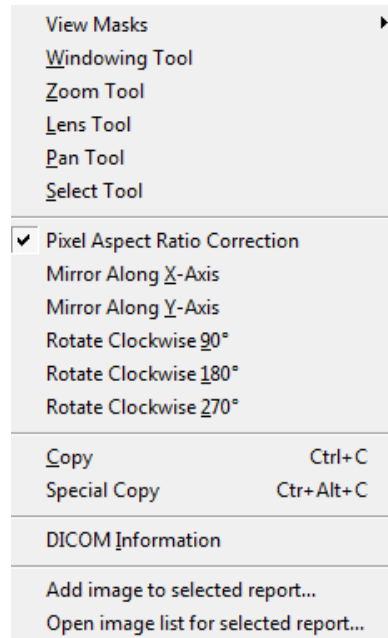 View Masks
Windowing Tool
Zoom Tool
Lens Tool
Pan Tool
Select Tool
Pixel Aspect Ratio Correction
Mirror Along X-Axis
Mirror Along Y-Axis
Rotate Clockwise 90°
Rotate Clockwise 180°
Rotate Clockwise 270°
Copy Ctrl+C
Special Copy Ctr+Alt+C
DICOM Information
Add image to selected report...
Open image list for selected report...